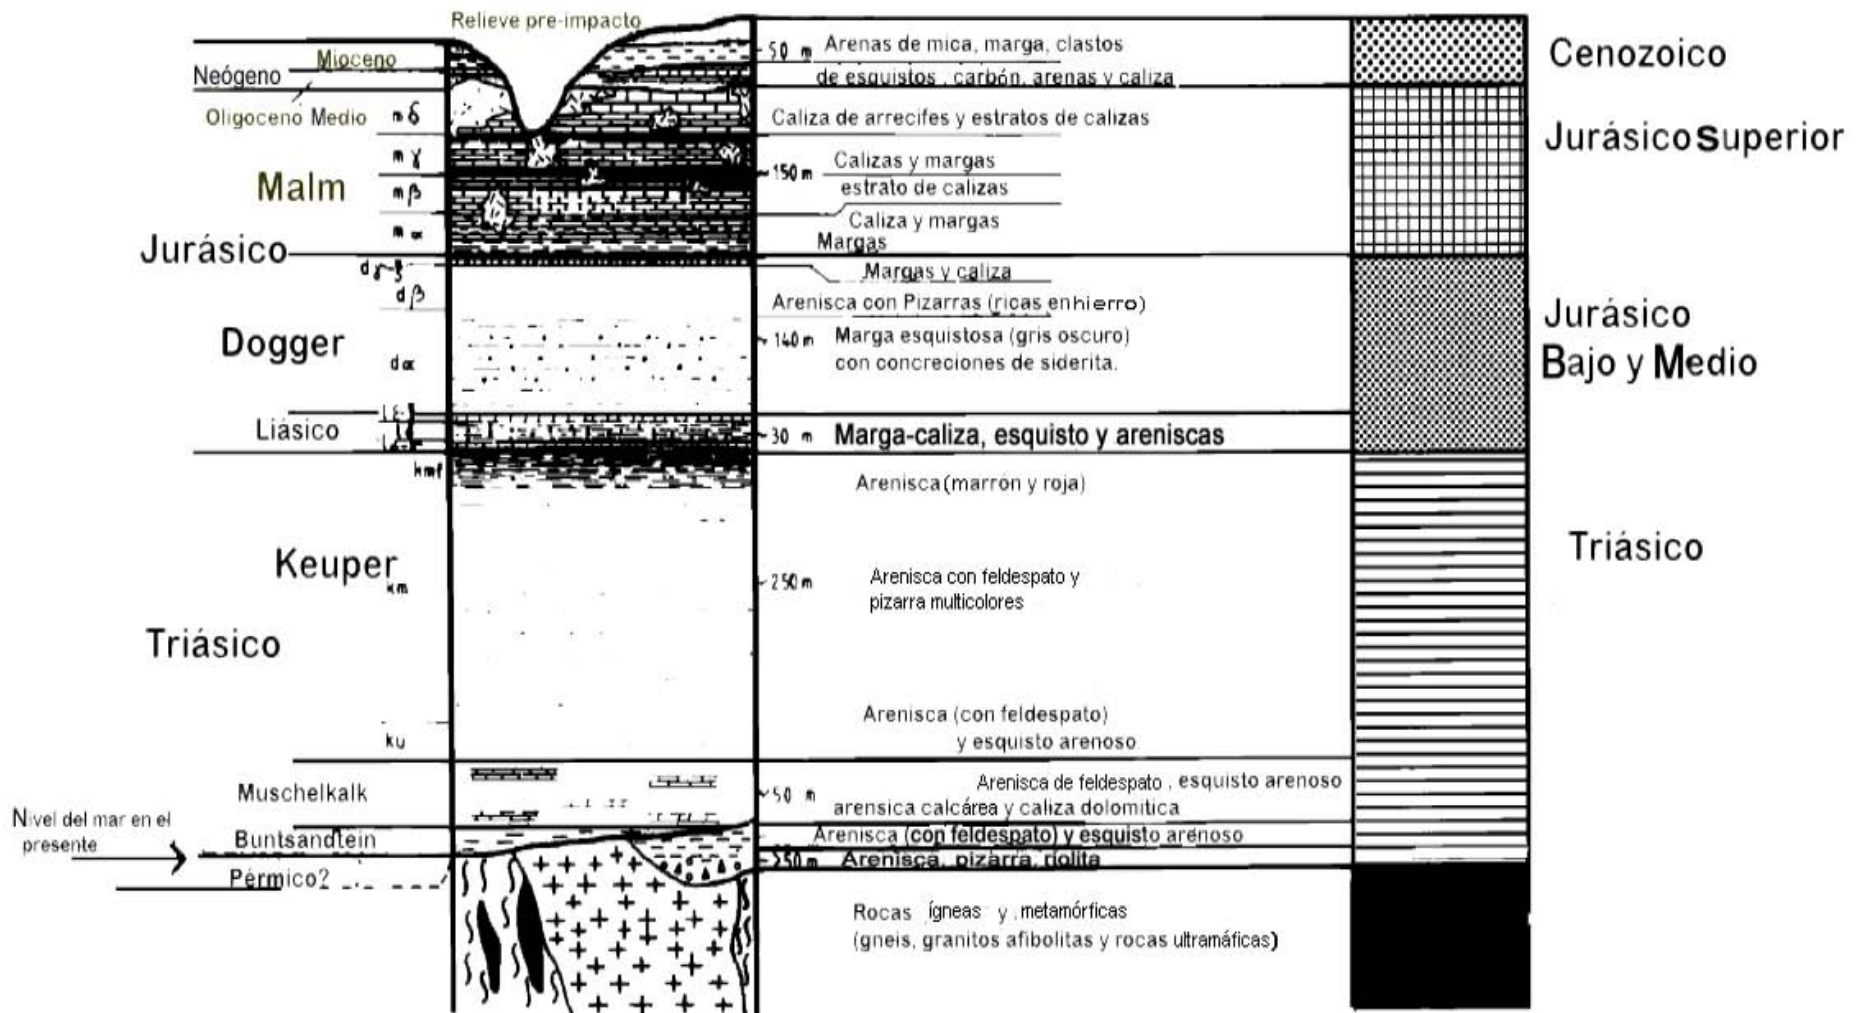 Relieve pre-impacto
Mioceno
Neógeno
Oligoceno Medio
m δ
m γ
Malm
m β
m α
Jurásico
d γ-ξ
d β
Dogger
d α
Liásico
kmf
Keuper
km
Triásico
ku
Muschelkalk
Nivel del mar en el
presente
Buntsandtein
Pérmico?
50 m
Arenas de mica, marga, clastos
de esquistos, carbón, arenas y caliza
Caliza de arrecifes y estratos de calizas
Calizas y margas
150 m
estrato de calizas
Caliza y margas
Margas
Margas y caliza
Arenisca con Pizarras (ricas en hierro)
140 m
Marga esquistosa (gris oscuro)
con concreciones de siderita.
30 m
Marga-caliza, esquisto y areniscas
Arenisca (marrón y roja)
250 m
Arenisca con feldespato y
pizarra multicolores
Arenisca (con feldespato)
y esquisto arenoso
Arenisca de feldespato, esquisto arenoso
50 m
arensica calcárea y caliza dolomitica
Arenisca (con feldespato) y esquisto arenoso
Arenisca, pizarra, riolita
Rocas ígneas y metamórficas
(gneis, granitos afibolitas y rocas ultramáficas)
Cenozoico
Jurásico Superior
Jurásico
Bajo y Medio
Triásico